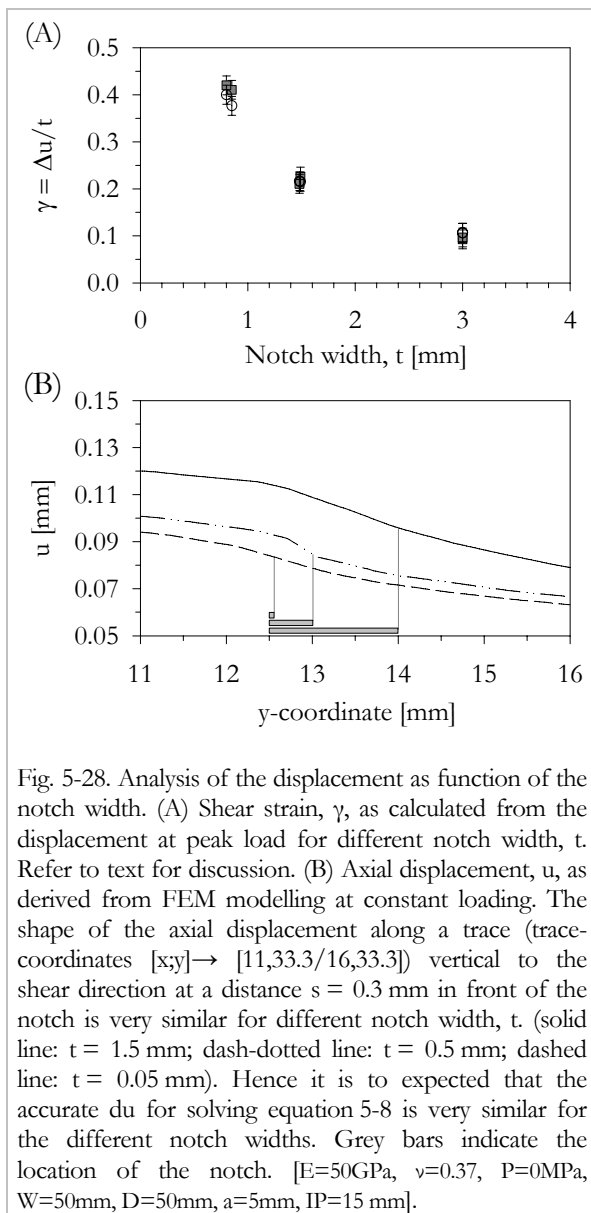 (A)
0.5
0.4
0.3
0.2
0.1
0.0
γ = Δu/t
0 1 2 3 4
Notch width, t [mm]
(B)
0.15
0.13
0.11
0.09
0.07
0.05
u [mm]
11 12 13 14 15 16
y-coordinate [mm]
Fig. 5-28. Analysis of the displacement as function of the
notch width. (A) Shear strain, γ, as calculated from the
displacement at peak load for different notch width, t.
Refer to text for discussion. (B) Axial displacement, u, as
derived from FEM modelling at constant loading. The
shape of the axial displacement along a trace (trace-
coordinates [x;y]→ [11,33.3/16,33.3]) vertical to the
shear direction at a distance s = 0.3 mm in front of the
notch is very similar for different notch width, t. (solid
line: t = 1.5 mm; dash-dotted line: t = 0.5 mm; dashed
line: t = 0.05 mm). Hence it is to expected that the
accurate du for solving equation 5-8 is very similar for
the different notch widths. Grey bars indicate the
location of the notch. [E=50GPa, ν=0.37, P=0MPa,
W=50mm, D=50mm, a=5mm, IP=15 mm].